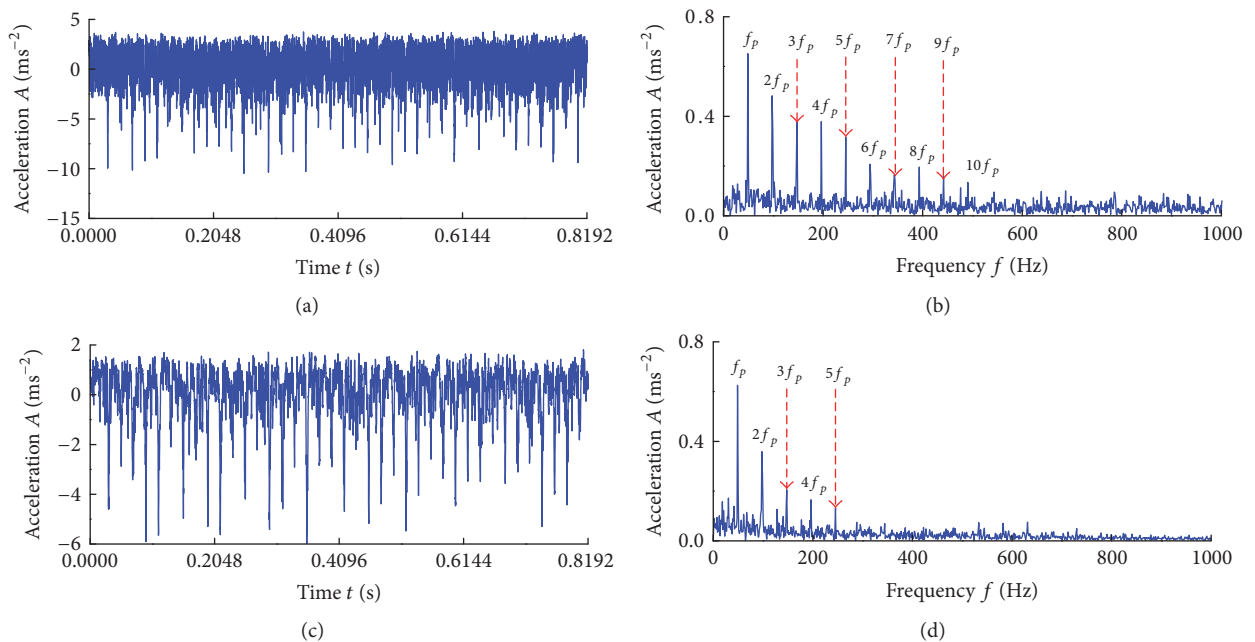 Acceleration A (ms⁻²)
5
0
−5
−10
−15
0.0000 0.2048 0.4096 0.6144 0.8192
Time t (s)
(a)
Acceleration A (ms⁻²)
0.8
0.4
0.0
f_p 3f_p 5f_p 7f_p 9f_p
2f_p 4f_p 6f_p 8f_p 10f_p
0 200 400 600 800 1000
Frequency f (Hz)
(b)
Acceleration A (ms⁻²)
2
0
−2
−4
−6
0.0000 0.2048 0.4096 0.6144 0.8192
Time t (s)
(c)
Acceleration A (ms⁻²)
0.8
0.4
0.0
f_p 3f_p 5f_p
2f_p 4f_p
0 200 400 600 800 1000
Frequency f (Hz)
(d)